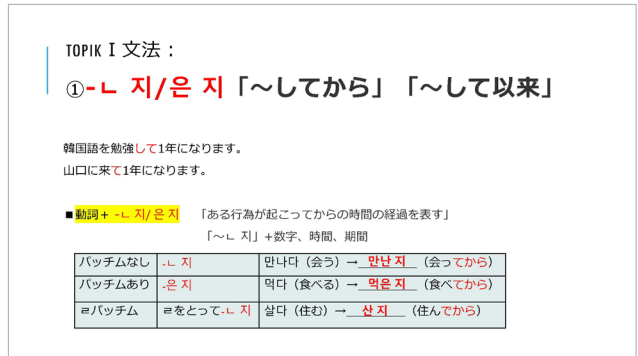 TOPIK Ⅰ 文法：
①-ㄴ 지/은 지「～してから」「～して以来」
韓国語を勉強して1年になります。
山口に来て1年になります。
■動詞＋ -ㄴ 지/ 은 지 「ある行為が起こってからの時間の経過を表す」
「～ㄴ 지」+数字、時間、期間
パッチムなし -ㄴ 지 만나다（会う）→ 만난 지 （会ってから）
パッチムあり -은 지 먹다（食べる）→ 먹은 지 （食べてから）
ㄹパッチム ㄹをとって-ㄴ 지 살다（住む）→ 산 지 （住んでから）